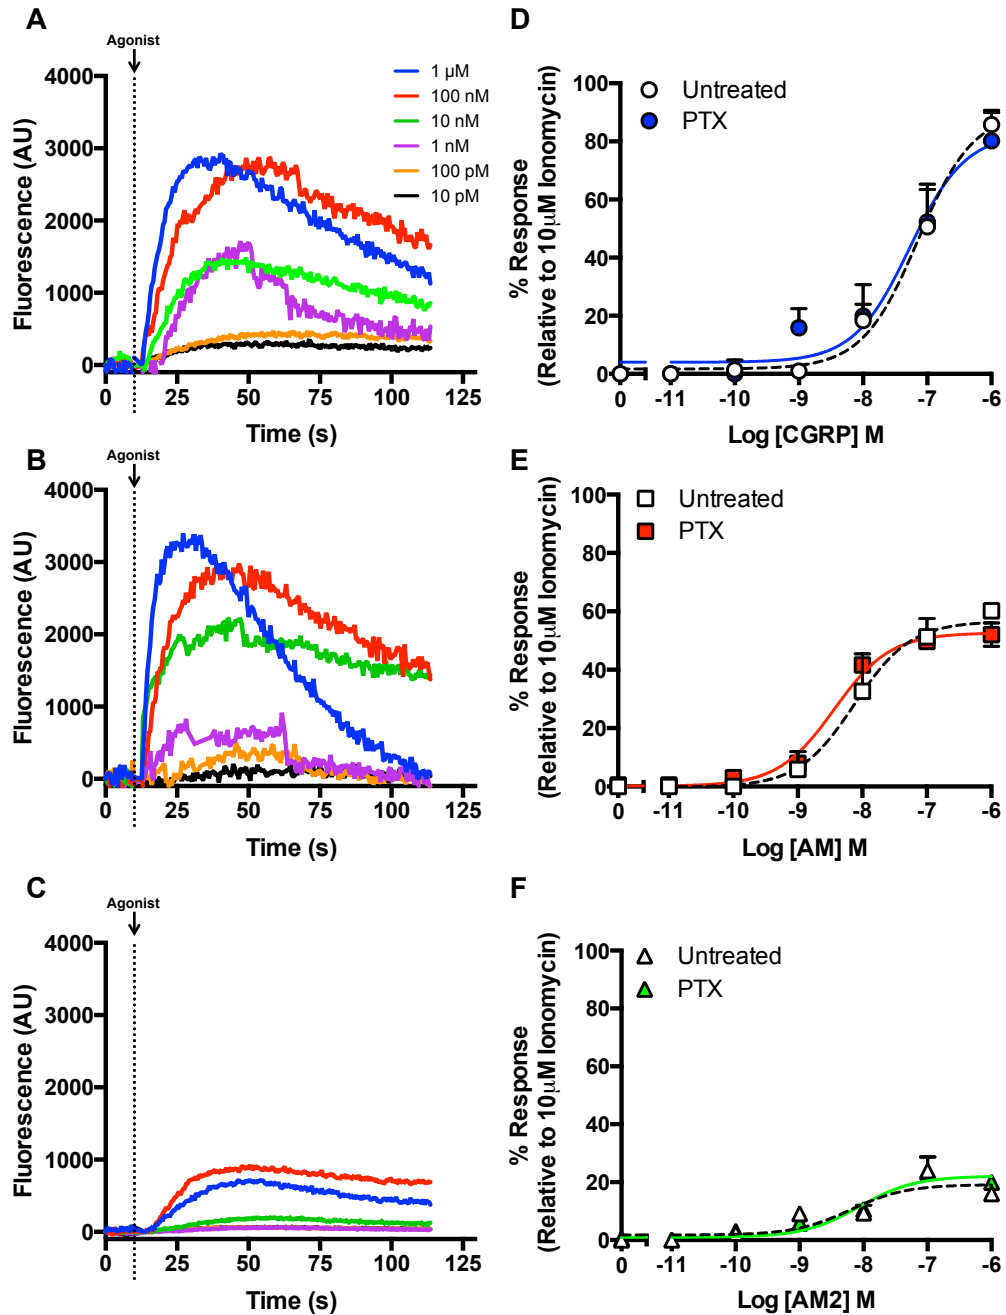 A
Agonist
4000
3000
2000
1000
0
Fluorescence (AU)
0 25 50 75 100 125
Time (s)
1 µM
100 nM
10 nM
1 nM
100 pM
10 pM
D
Untreated
PTX
100
80
60
40
20
0
% Response
(Relative to 10µM Ionomycin)
0 -11 -10 -9 -8 -7 -6
Log [CGRP] M
B
Agonist
4000
3000
2000
1000
0
Fluorescence (AU)
0 25 50 75 100 125
Time (s)
E
Untreated
PTX
100
80
60
40
20
0
% Response
(Relative to 10µM Ionomycin)
0 -11 -10 -9 -8 -7 -6
Log [AM] M
C
Agonist
4000
3000
2000
1000
0
Fluorescence (AU)
0 25 50 75 100 125
Time (s)
F
Untreated
PTX
100
80
60
40
20
0
% Response
(Relative to 10µM Ionomycin)
0 -11 -10 -9 -8 -7 -6
Log [AM2] M